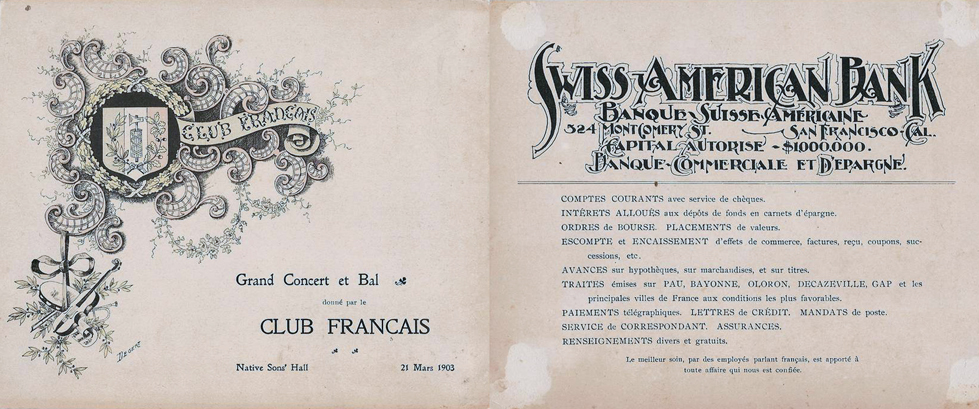 CLUB FRANÇAIS
Grand Concert et Bal
donné par le
CLUB FRANCAIS
Native Sons' Hall 21 Mars 1903
SWISS-AMERICAN BANK
BANQUE SUISSE-AMÉRICAINE
524 MONTGOMERY ST. SAN FRANCISCO-CAL.
CAPITAL AUTORISE - $1,000,000.
BANQUE-COMMERCIALE ET D'EPARGNE.
COMPTES COURANTS avec service de chèques.
INTÉRETS ALLOUÉS aux dépôts de fonds en carnets d'épargne.
ORDRES de BOURSE. PLACEMENTS de valeurs.
ESCOMPTE et ENCAISSEMENT d'effets de commerce, factures, reçu, coupons, suc-
cessions, etc.
AVANCES sur hypothèques, sur marchandises, et sur titres.
TRAITES émises sur PAU, BAYONNE, OLORON, DECAZEVILLE, GAP et les
principales villes de France aux conditions les plus favorables.
PAIEMENTS télégraphiques. LETTRES de CRÉDIT. MANDATS de poste.
SERVICE de CORRESPONDANT. ASSURANCES.
RENSEIGNEMENTS divers et gratuits.
Le meilleur soin, par des employés parlant français, est apporté à
toute affaire qui nous est confiée.